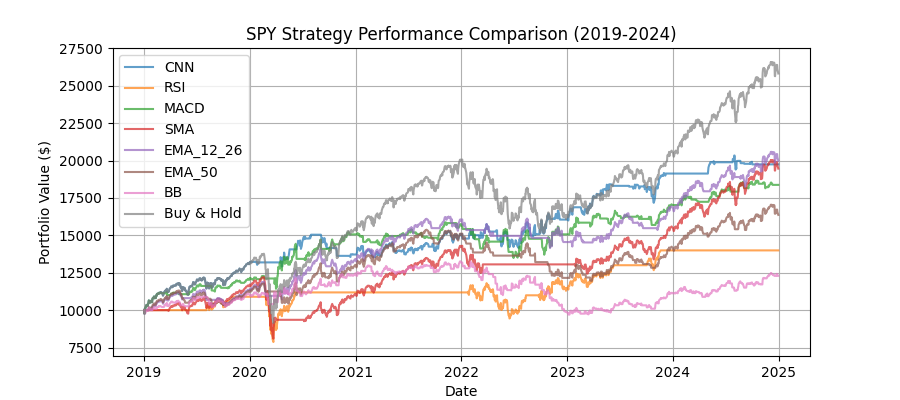 SPY Strategy Performance Comparison (2019-2024)
Portfolio Value ($)
27500
25000
22500
20000
17500
15000
12500
10000
7500
CNN
RSI
MACD
SMA
EMA_12_26
EMA_50
BB
Buy & Hold
2019 2020 2021 2022 2023 2024 2025
Date